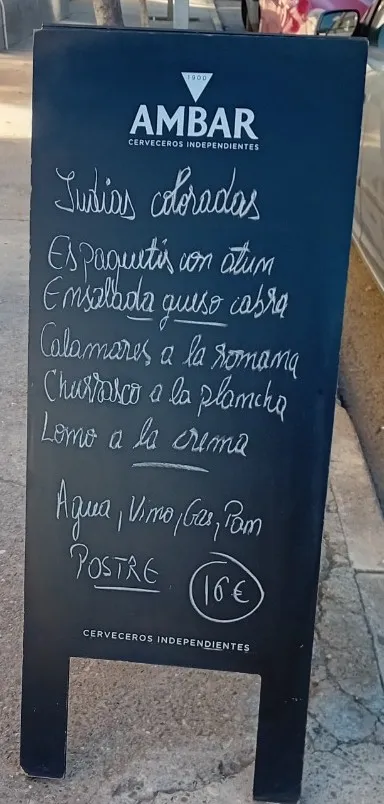 1900
AMBAR
CERVECEROS INDEPENDIENTES
Judias coloradas
Espaguetis con atun
Ensalada queso cabra
Calamares a la romana
Churrasco a la plancha
Lomo a la crema
Agua, Vino, Gas, Pan
POSTRE 16€
CERVECEROS INDEPENDIENTES